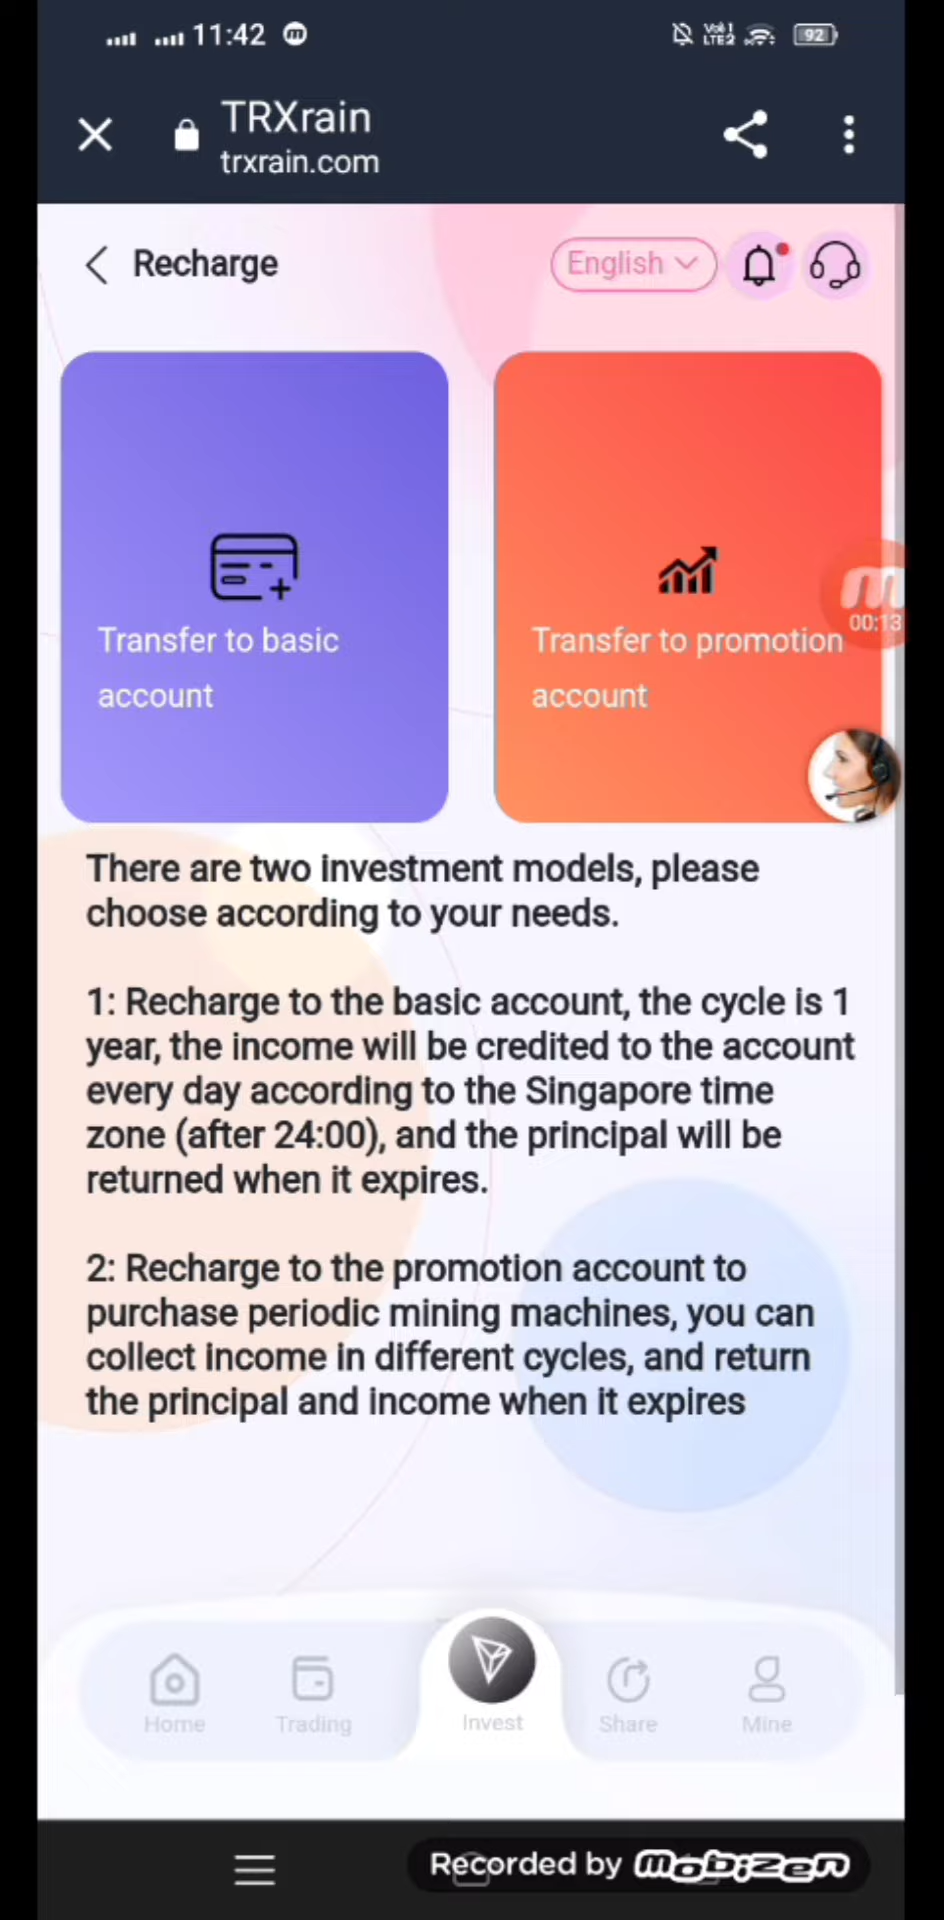 11:42
Vo) 1
LTE2
92
TRXrain
trxrain.com
Recharge
English
Transfer to basic
account
Transfer to promotion
account
00:13
There are two investment models, please
choose according to your needs.
1: Recharge to the basic account, the cycle is 1
year, the income will be credited to the account
every day according to the Singapore time
zone (after 24:00), and the principal will be
returned when it expires.
2: Recharge to the promotion account to
purchase periodic mining machines, you can
collect income in different cycles, and return
the principal and income when it expires
Home
Trading
Invest
Share
Mine
Recorded by mobizen